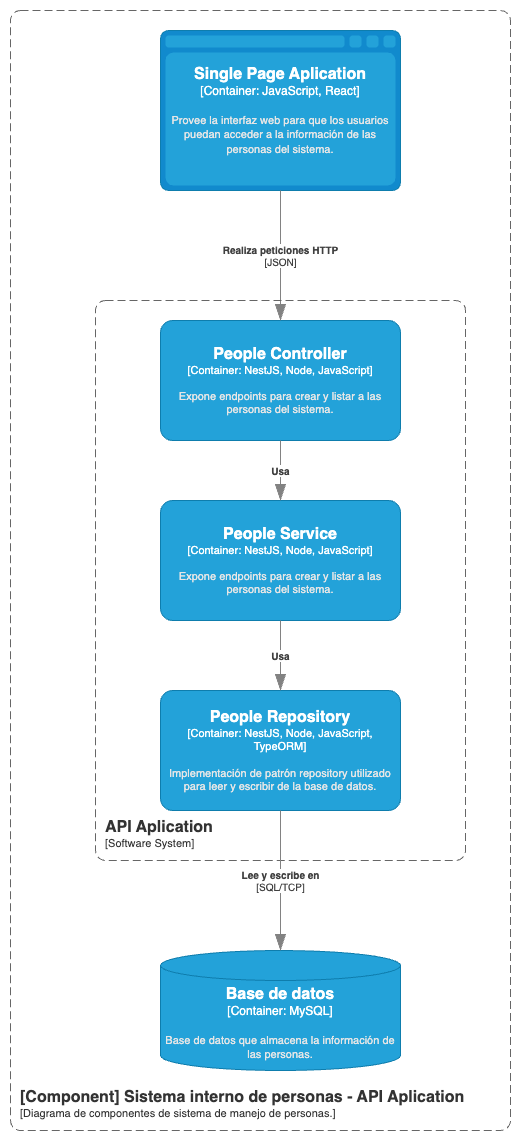 Single Page Aplication
[Container: JavaScript, React]
Provee la interfaz web para que los usuarios
puedan acceder a la información de las
personas del sistema.
Realiza peticiones HTTP
[JSON]
People Controller
[Container: NestJS, Node, JavaScript]
Expone endpoints para crear y listar a las
personas del sistema.
Usa
People Service
[Container: NestJS, Node, JavaScript]
Expone endpoints para crear y listar a las
personas del sistema.
Usa
People Repository
[Container: NestJS, Node, JavaScript,
TypeORM]
Implementación de patrón repository utilizado
para leer y escribir de la base de datos.
API Aplication
[Software System]
Lee y escribe en
[SQL/TCP]
Base de datos
[Container: MySQL]
Base de datos que almacena la información de
las personas.
[Component] Sistema interno de personas - API Aplication
[Diagrama de componentes de sistema de manejo de personas.]